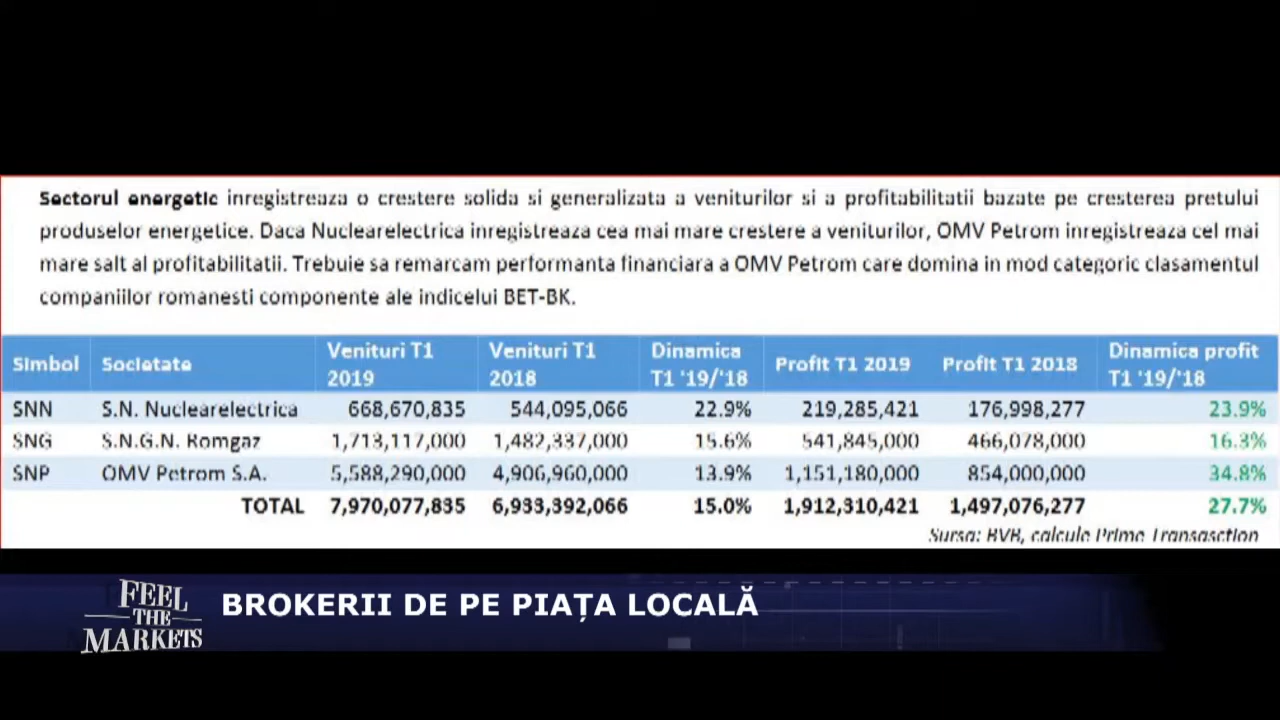 Sectorul energetic inregistreaza o crestere solida si generalizata a veniturilor si a profitabilitatii bazate pe cresterea pretului
produselor energetice. Daca Nuclearelectrica inregistreaza cea mai mare crestere a veniturilor, OMV Petrom inregistreaza cel mai
mare salt al profitabilitatii. Trebuie sa remarcam performanta financiara a OMV Petrom care domina in mod categoric clasamentul
companiilor romanesti componente ale indicelui BET-BK.
Simbol Societate Venituri T1 2019 Venituri T1 2018 Dinamica T1 '19/'18 Profit T1 2019 Profit T1 2018 Dinamica profit T1 '19/'18
SNN S.N. Nuclearelectrica 668,670,835 544,095,066 22.9% 219,285,421 176,998,277 23.9%
SNG S.N.G.N. Romgaz 1,713,117,000 1,482,337,000 15.6% 541,845,000 466,078,000 16.3%
SNP OMV Petrom S.A. 5,588,290,000 4,906,960,000 13.9% 1,151,180,000 854,000,000 34.8%
TOTAL 7,970,077,835 6,933,392,066 15.0% 1,912,310,421 1,497,076,277 27.7%
Sursa: BVB, calcule Prime Transasction
FEEL
THE
MARKETS
BROKERII DE PE PIAȚA LOCALĂ